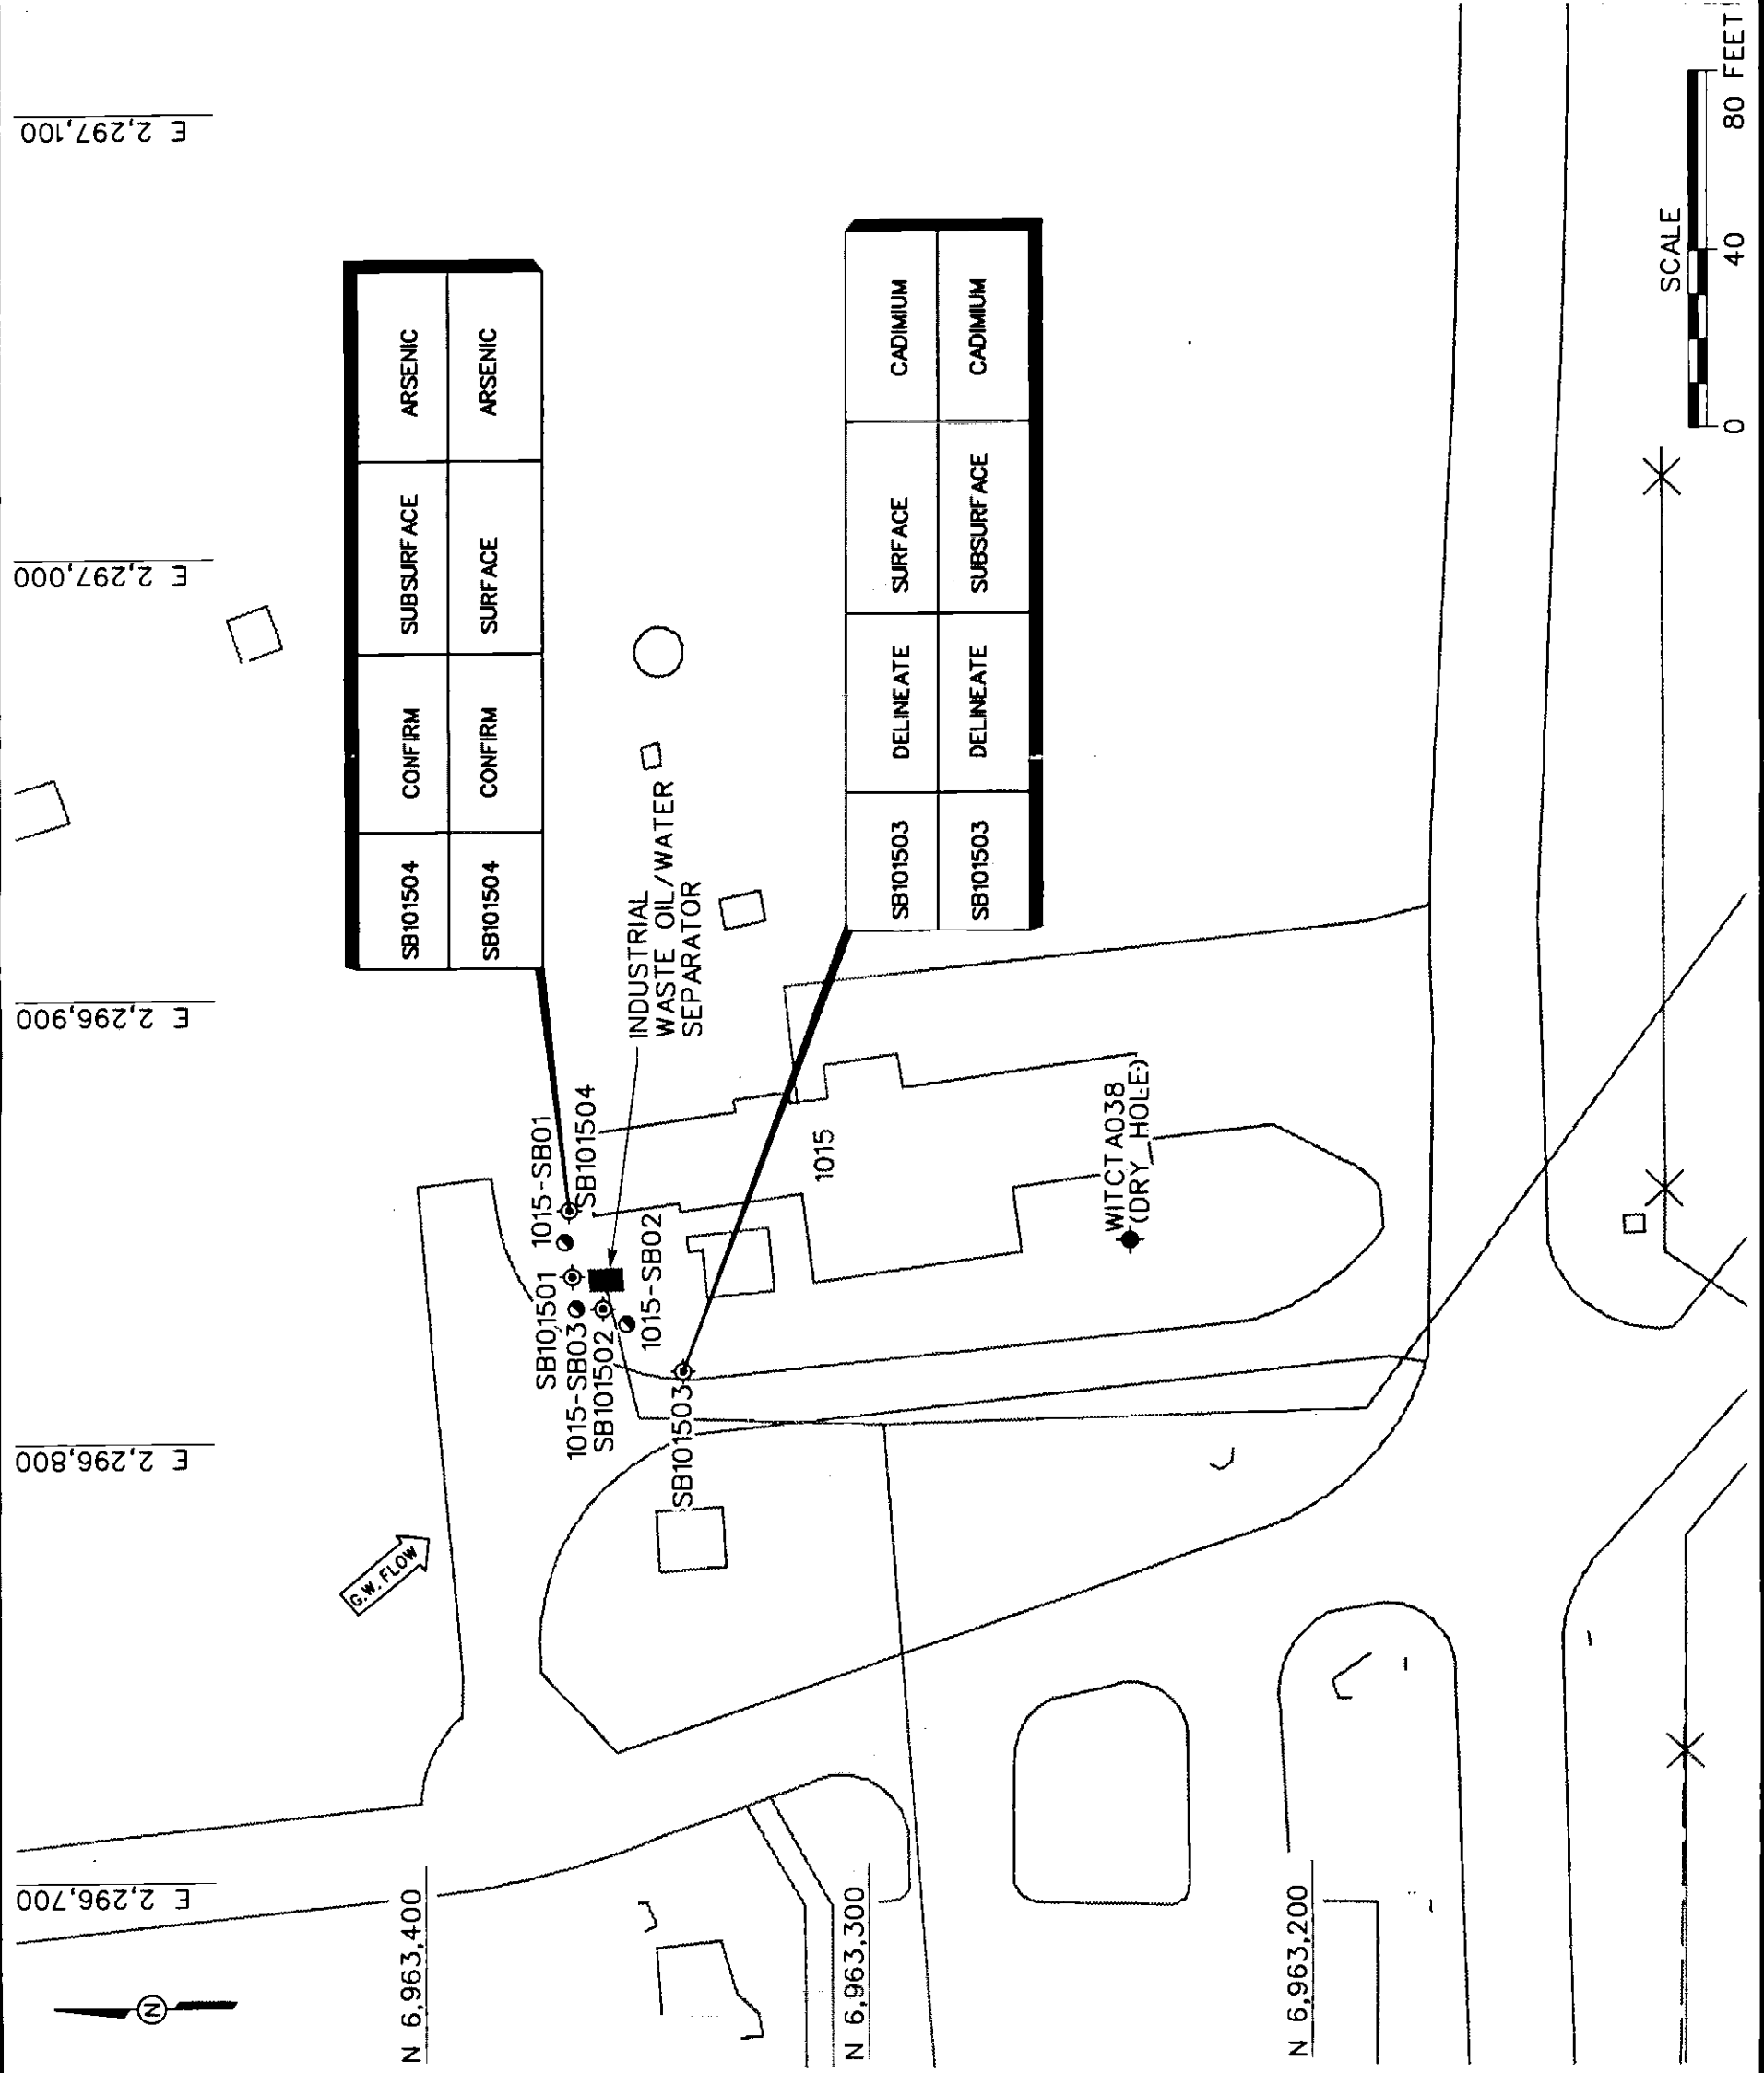 E 2,296,700
E 2,296,800
E 2,296,900
E 2,297,000
E 2,297,100
N
N 6,963,400
N 6,963,300
N 6,963,200
G.W. FLOW
SB101504 CONFIRM SUBSURFACE ARSENIC
SB101504 CONFIRM SURFACE ARSENIC
1015-SB01
SB101504
SB101501
1015-SB03
SB101502
1015-SB02
SB101503
INDUSTRIAL
WASTE OIL/WATER
SEPARATOR
SB101503 DELINEATE SURFACE CADIMIUM
SB101503 DELINEATE SUBSURFACE CADIMIUM
1015
WITCTA038
(DRY HOLE)
SCALE
0 40 80 FEET